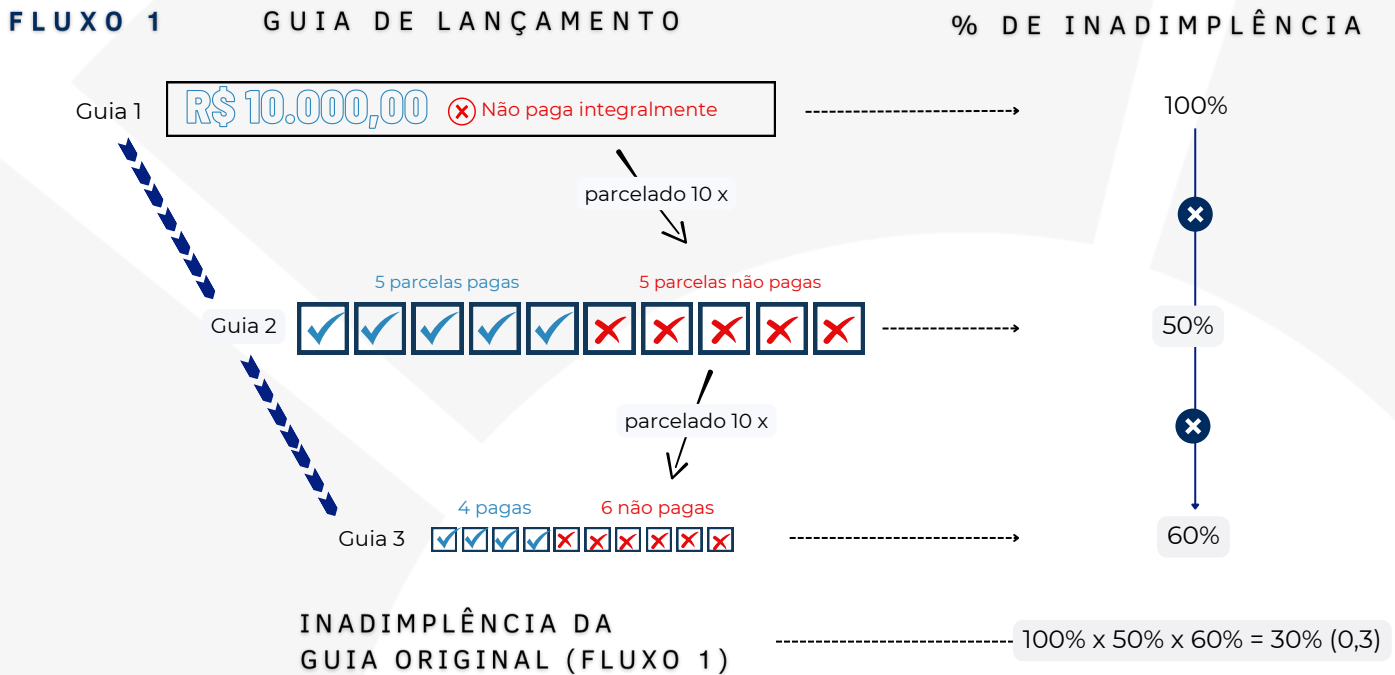 FLUXO 1 GUIA DE LANÇAMENTO % DE INADIMPLÊNCIA
Guia 1 R$ 10.000,00 Não paga integralmente 100%
parcelado 10 x
5 parcelas pagas 5 parcelas não pagas
Guia 2 50%
parcelado 10 x
4 pagas 6 não pagas
Guia 3 60%
INADIMPLÊNCIA DA
GUIA ORIGINAL (FLUXO 1) 100% x 50% x 60% = 30% (0,3)